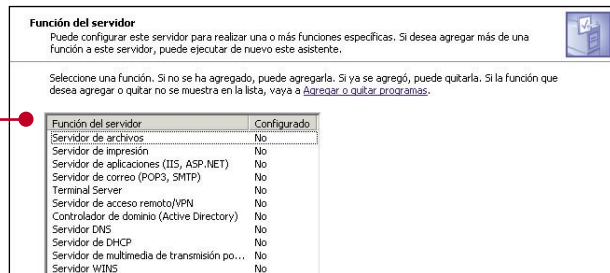 Función del servidor
Puede configurar este servidor para realizar una o más funciones específicas. Si desea agregar más de una
función a este servidor, puede ejecutar de nuevo este asistente.
Seleccione una función. Si no se ha agregado, puede agregarla. Si ya se agregó, puede quitarla. Si la función que
desea agregar o quitar no se muestra en la lista, vaya a Agregar o quitar programas.
Función del servidor Configurado
Servidor de archivos No
Servidor de impresión No
Servidor de aplicaciones (IIS, ASP.NET) No
Servidor de correo (POP3, SMTP) No
Terminal Server No
Servidor de acceso remoto/VPN No
Controlador de dominio (Active Directory) No
Servidor DNS No
Servidor de DHCP No
Servidor de multimedia de transmisión po... No
Servidor WINS No